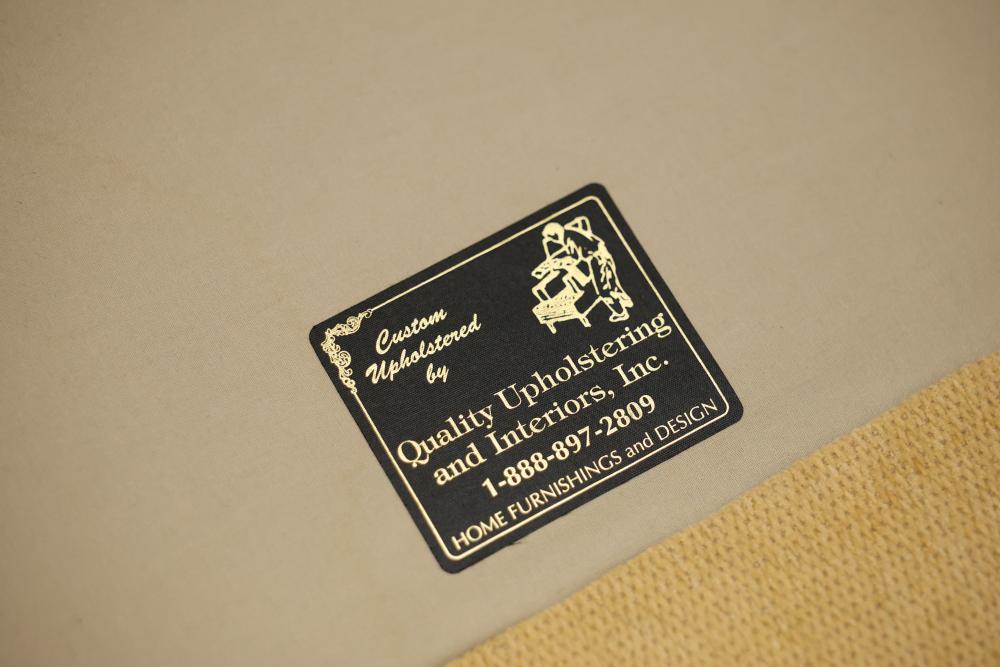 Custom
Upholstered
by
Quality Upholstering
and Interiors, Inc.
1-888-897-2809
HOME FURNISHINGS and DESIGN